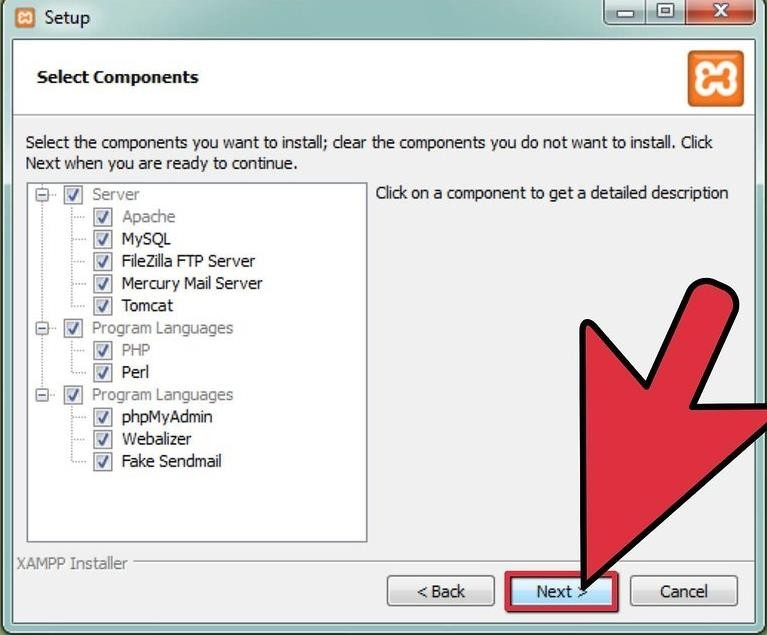 Setup
Select Components
Select the components you want to install; clear the components you do not want to install. Click
Next when you are ready to continue.
Server
Apache
MySQL
FileZilla FTP Server
Mercury Mail Server
Tomcat
Program Languages
PHP
Perl
Program Languages
phpMyAdmin
Webalizer
Fake Sendmail
Click on a component to get a detailed description
XAMPP Installer
< Back
Next >
Cancel